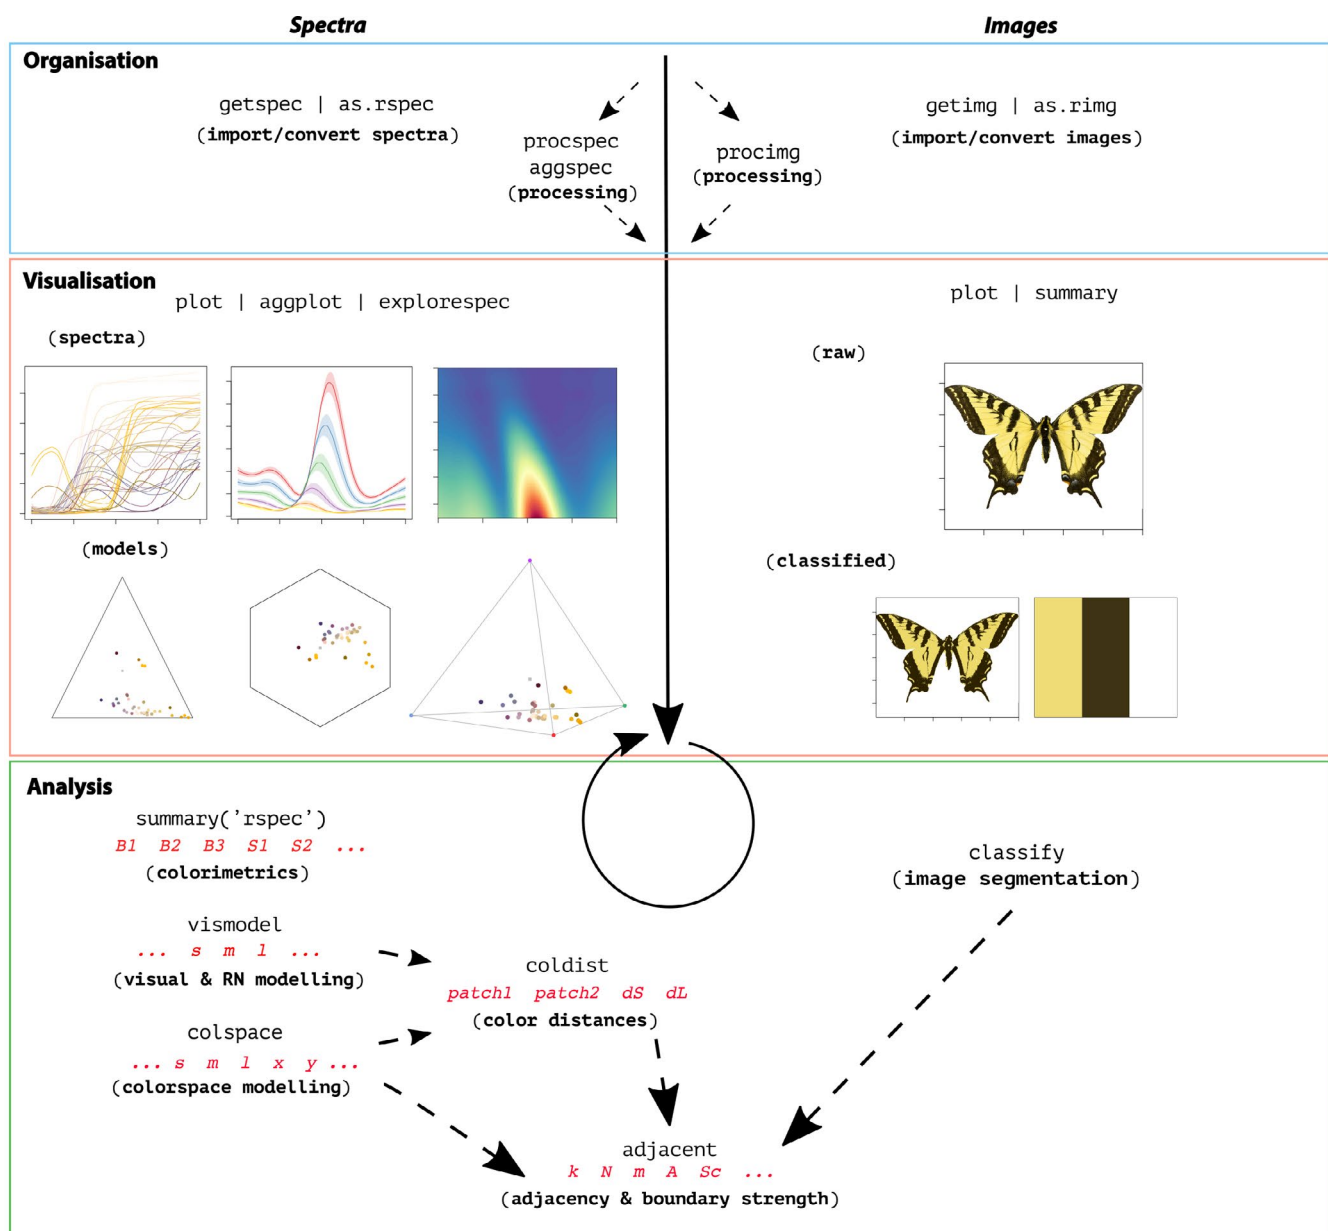 Spectra
Images
Organisation
getspec | as.rspec
(import/convert spectra)
procspec
aggspec
(processing)
procimg
(processing)
getimg | as.rimg
(import/convert images)
Visualisation
plot | aggplot | explorespec
(spectra)
(models)
plot | summary
(raw)
(classified)
Analysis
summary('rspec')
B1 B2 B3 S1 S2 ...
(colorimetrics)
vismodel
... s m l ...
(visual & RN modelling)
colspace
... s m l x y ...
(colorspace modelling)
coldist
patch1 patch2 dS dL
(color distances)
classify
(image segmentation)
adjacent
k N m A Sc ...
(adjacency & boundary strength)